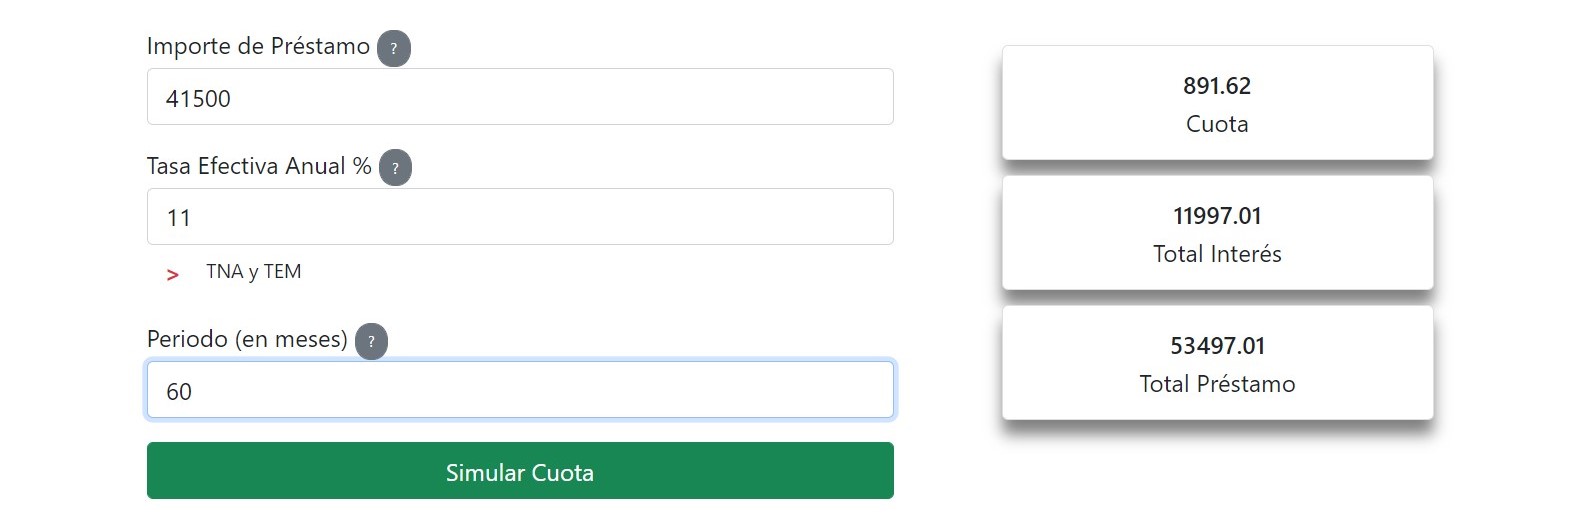 Importe de Préstamo ?
41500
Tasa Efectiva Anual % ?
11
> TNA y TEM
Periodo (en meses) ?
60
Simular Cuota
891.62
Cuota
11997.01
Total Interés
53497.01
Total Préstamo